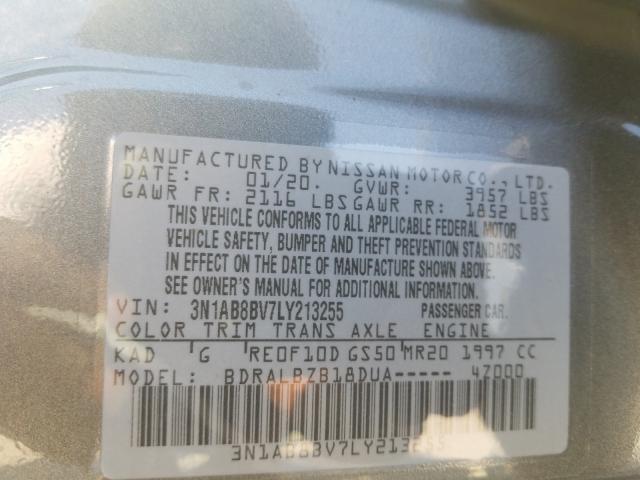 MANUFACTURED BY NISSAN MOTOR CO., LTD.
DATE: 01/20. GVWR: 3957 LBS
GAWR FR: 2116 LBS GAWR RR: 1852 LBS
THIS VEHICLE CONFORMS TO ALL APPLICABLE FEDERAL MOTOR
VEHICLE SAFETY, BUMPER AND THEFT PREVENTION STANDARDS
IN EFFECT ON THE DATE OF MANUFACTURE SHOWN ABOVE.
SEE OWNER'S MANUAL FOR ADDITIONAL INFORMATION.
VIN: 3N1AB8BV7LY213255 PASSENGER CAR.
COLOR TRIM TRANS AXLE ENGINE
KAD G RE0F10D GS50 MR20 1997 CC
MODEL: BDRALBZB18DUA----- 4Z000
3N1AB8BV7LY213255